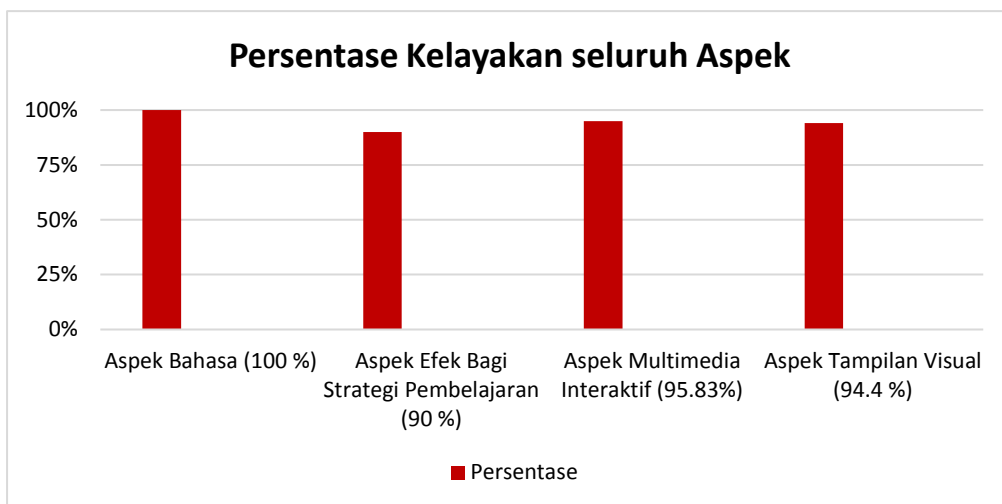 Persentase Kelayakan seluruh Aspek
100%
75%
50%
25%
0%
Aspek Bahasa (100 %)
Aspek Efek Bagi
Strategi Pembelajaran
(90 %)
Aspek Multimedia
Interaktif (95.83%)
Aspek Tampilan Visual
(94.4 %)
Persentase